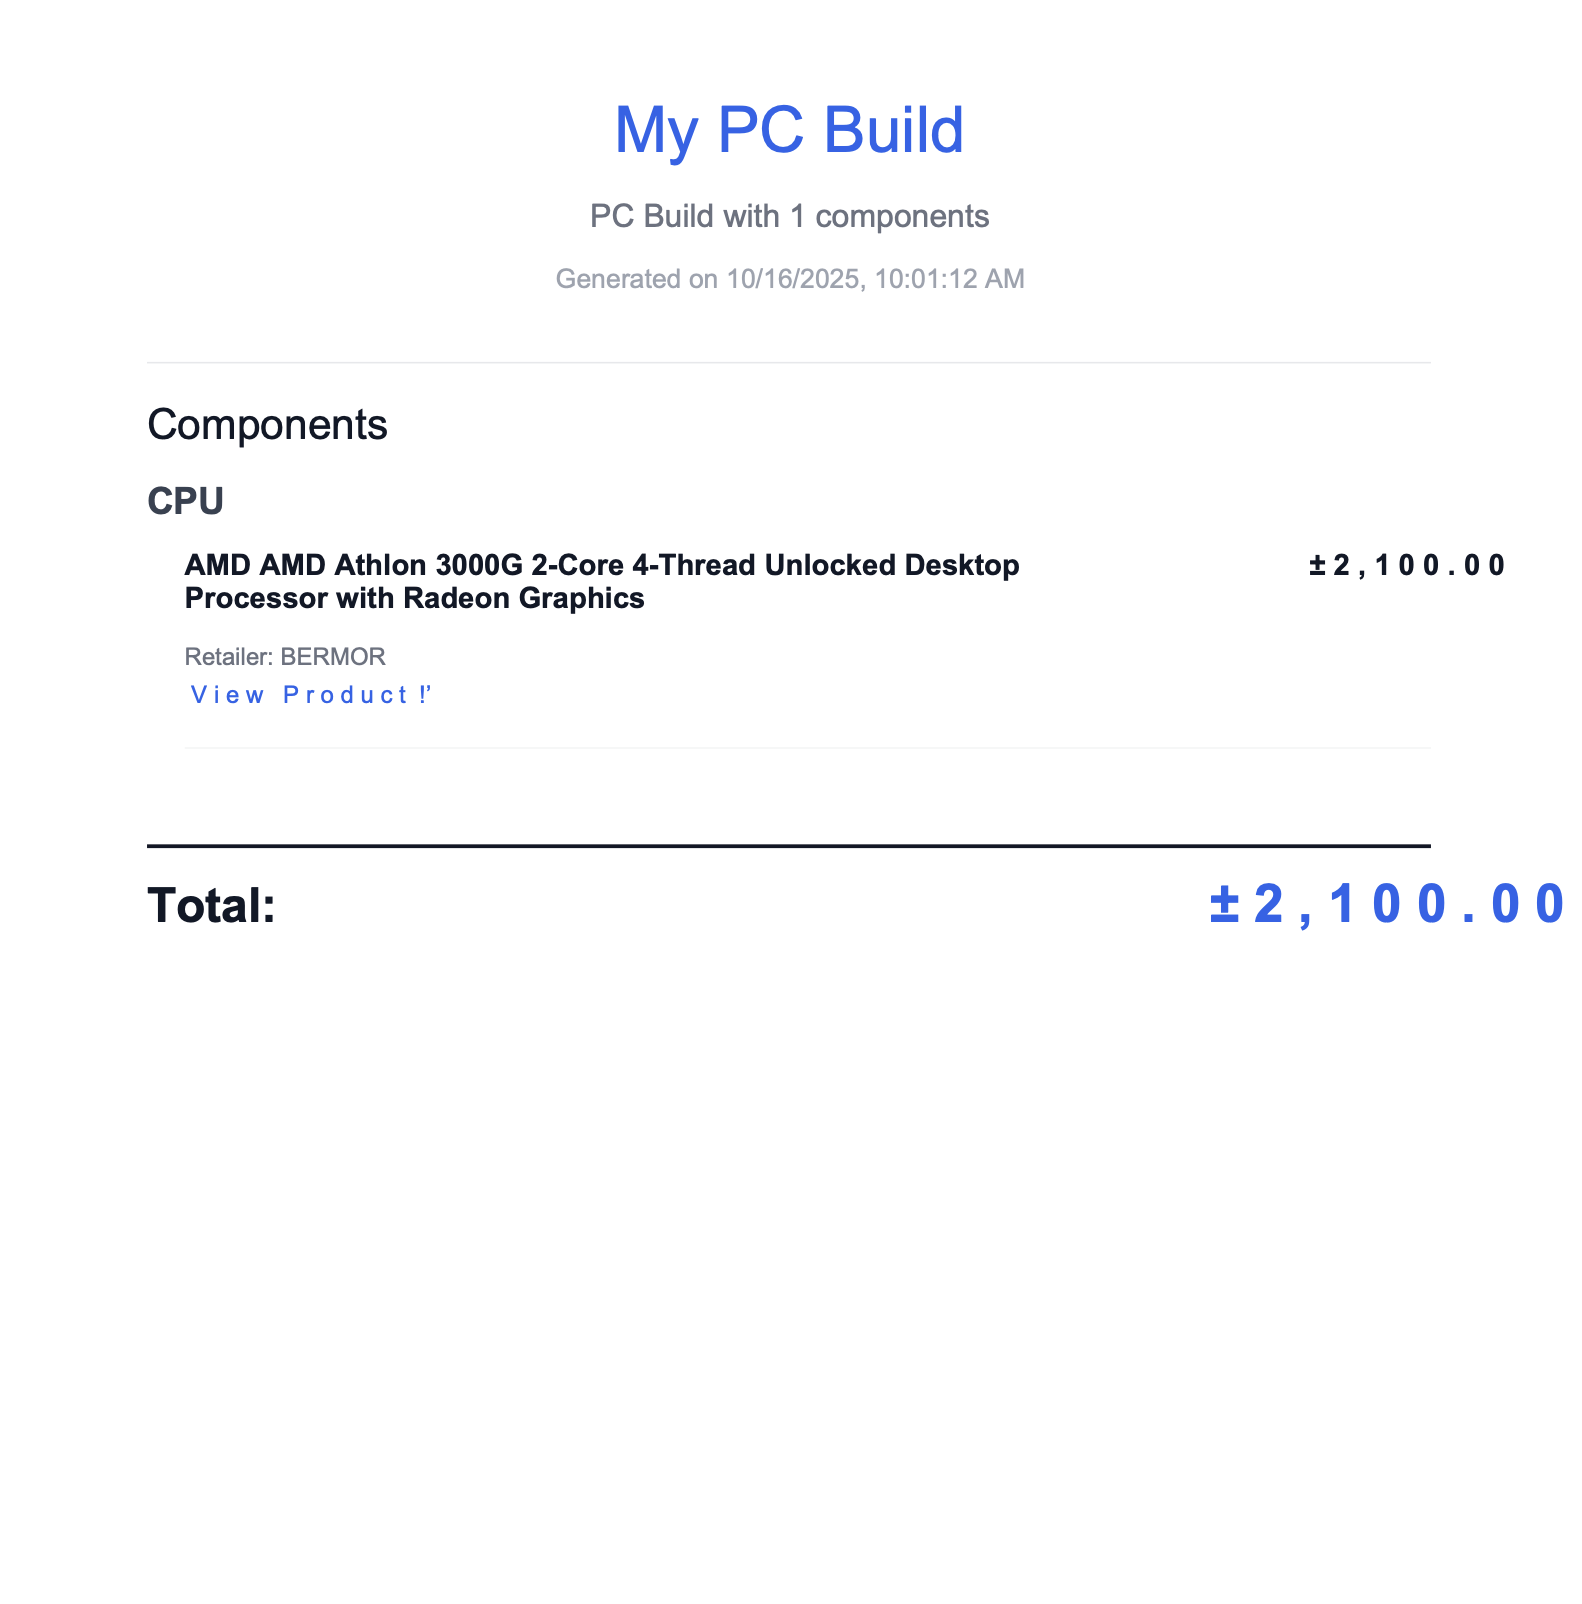 My PC Build
PC Build with 1 components
Generated on 10/16/2025, 10:01:12 AM
Components
CPU
AMD AMD Athlon 3000G 2-Core 4-Thread Unlocked Desktop
Processor with Radeon Graphics
±2,100.00
Retailer: BERMOR
View Product !’
Total:
±2,100.00